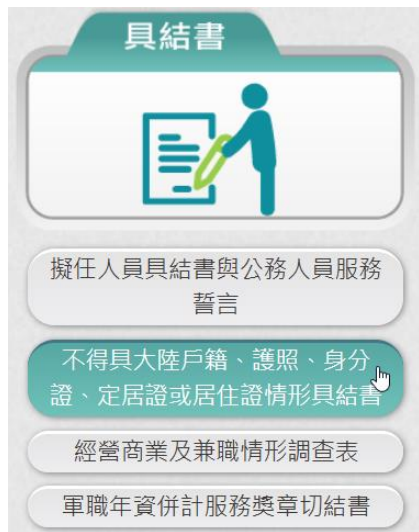 具結書
擬任人員具結書與公務人員服務
誓言
不得具大陸戶籍、護照、身分
證、定居證或居住證情形具結書
經營商業及兼職情形調查表
軍職年資併計服務獎章切結書